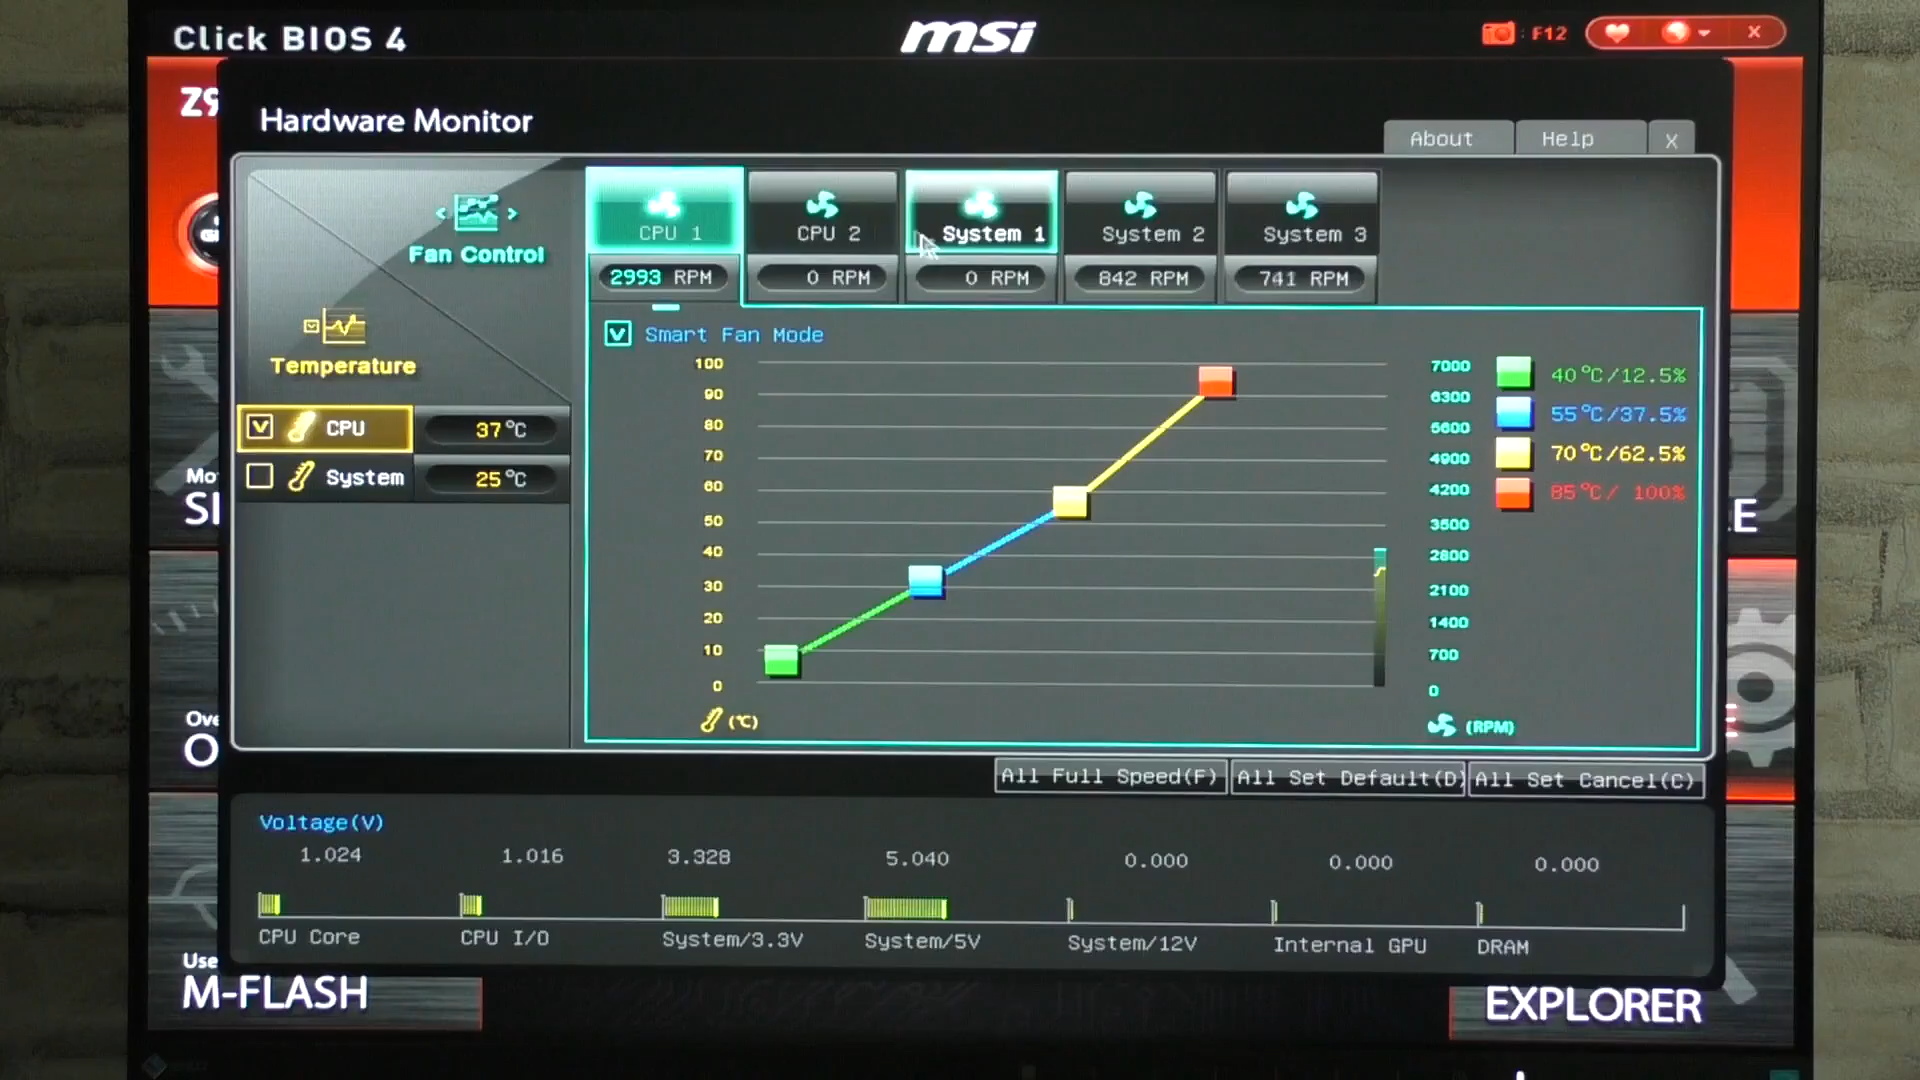 Click BIOS 4
msi
: F12
X
Z9
Hardware Monitor
About
Help
X
Fan Control
Temperature
CPU
37°C
System
25°C
CPU 1
CPU 2
System 1
System 2
System 3
2993 RPM
0 RPM
0 RPM
842 RPM
741 RPM
V Smart Fan Mode
100
90
80
70
60
50
40
30
20
10
0
(°C)
7000
6300
5600
4900
4200
3500
2800
2100
1400
700
0
(RPM)
40°C/12.5%
55°C/37.5%
70°C/62.5%
85°C/ 100%
All Full Speed(F)
All Set Default(D)
All Set Cancel(C)
Voltage(V)
1.024
1.016
3.328
5.040
0.000
0.000
0.000
CPU Core
CPU I/O
System/3.3V
System/5V
System/12V
Internal GPU
DRAM
Mo
SI
E
Ove
O
Use
M-FLASH
EXPLORER